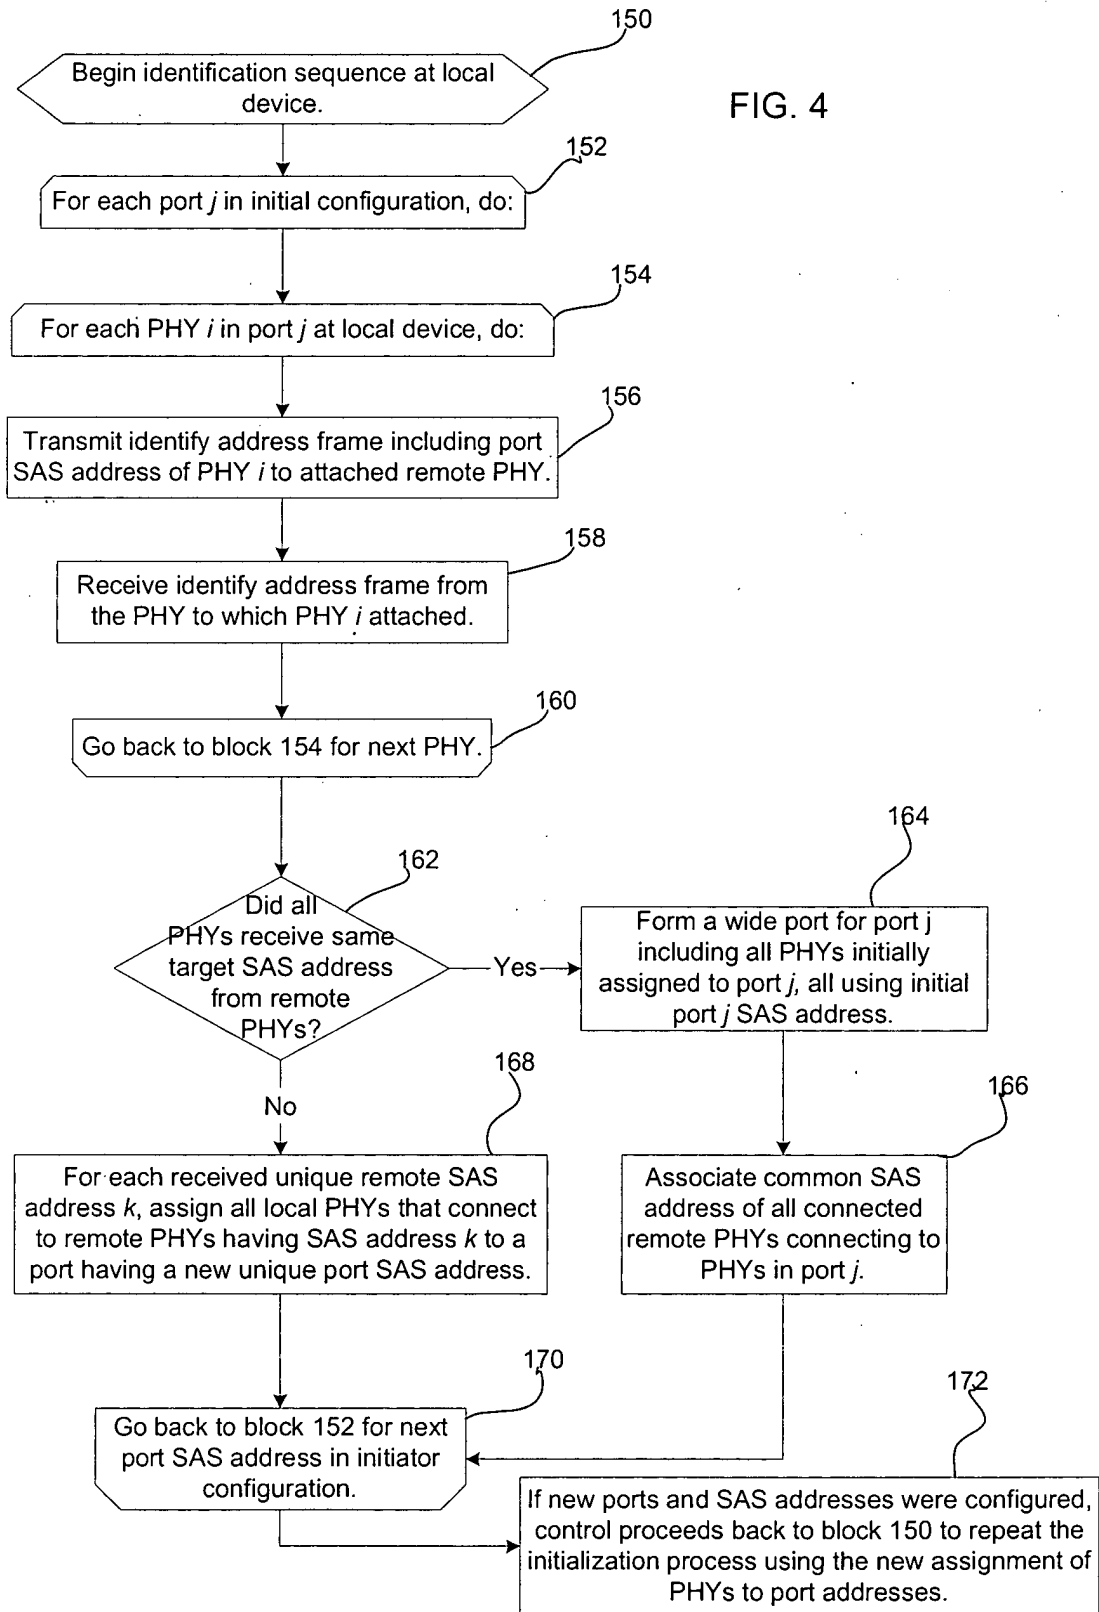 150
Begin identification sequence at local
device.
FIG. 4
152
For each port j in initial configuration, do:
154
For each PHY i in port j at local device, do:
156
Transmit identify address frame including port
SAS address of PHY i to attached remote PHY.
158
Receive identify address frame from
the PHY to which PHY i attached.
160
Go back to block 154 for next PHY.
162
Did all
PHYs receive same
target SAS address
from remote
PHYs?
Yes
No
164
Form a wide port for port j
including all PHYs initially
assigned to port j, all using initial
port j SAS address.
166
Associate common SAS
address of all connected
remote PHYs connecting to
PHYs in port j.
168
For each received unique remote SAS
address k, assign all local PHYs that connect
to remote PHYs having SAS address k to a
port having a new unique port SAS address.
170
Go back to block 152 for next
port SAS address in initiator
configuration.
172
If new ports and SAS addresses were configured,
control proceeds back to block 150 to repeat the
initialization process using the new assignment of
PHYs to port addresses.